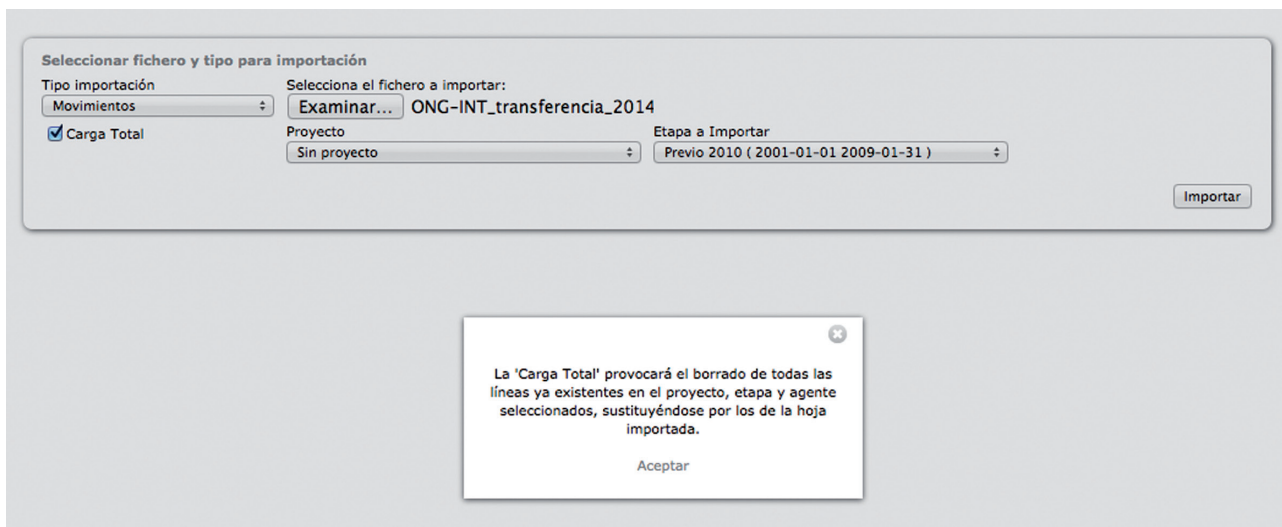 Seleccionar fichero y tipo para importación
Tipo importación
Selecciona el fichero a importar:
Movimientos
Examinar...
ONG-INT_transferencia_2014
Carga Total
Proyecto
Etapa a Importar
Sin proyecto
Previo 2010 ( 2001-01-01 2009-01-31 )
Importar
La 'Carga Total' provocará el borrado de todas las
líneas ya existentes en el proyecto, etapa y agente
seleccionados, sustituyéndose por los de la hoja
importada.
Aceptar